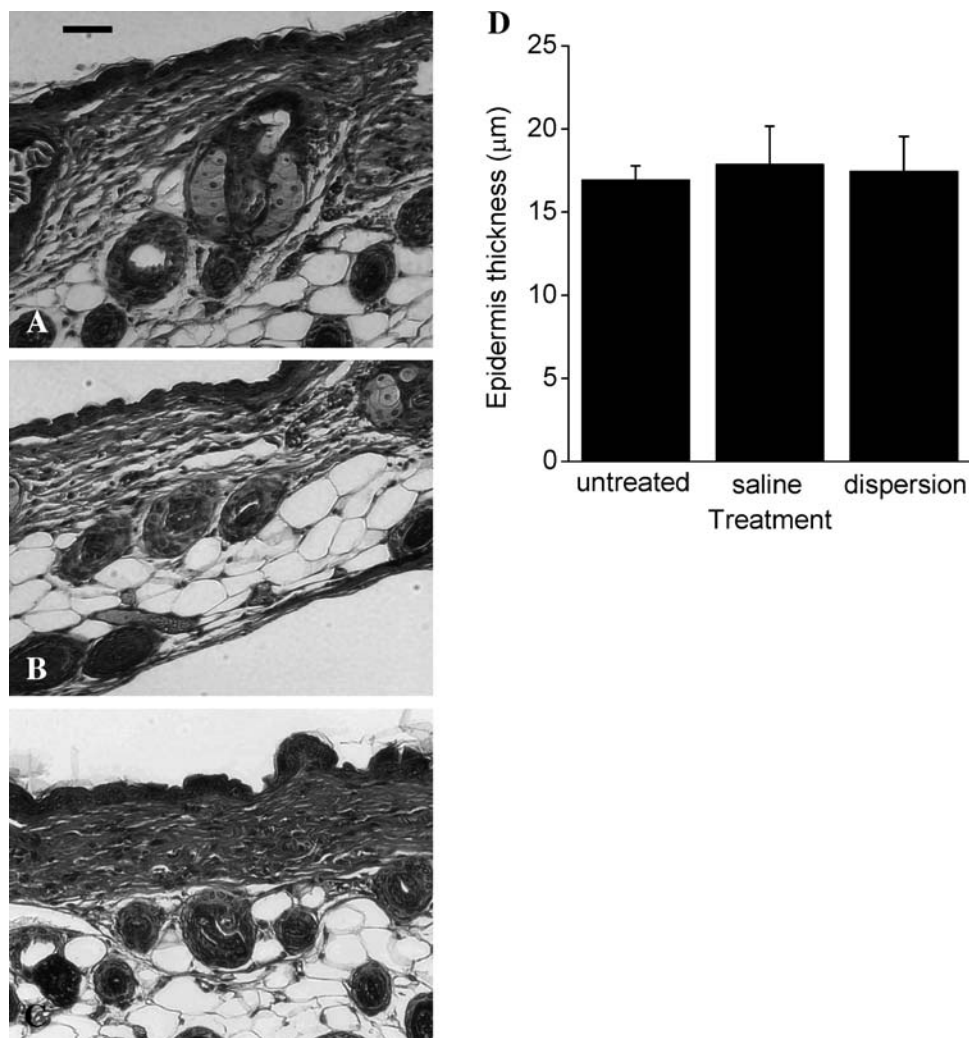 A
B
C
D
25
20
15
10
5
0
Epidermis thickness (µm)
untreated saline dispersion
Treatment